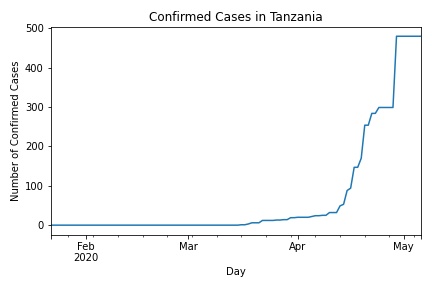 Confirmed Cases in Tanzania
Number of Confirmed Cases
500
400
300
200
100
0
Feb
2020
Mar
Apr
May
Day